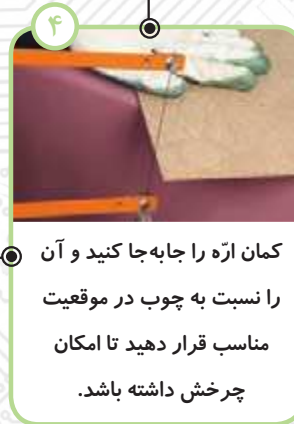 ۴
کمان ارّه را جابه‌جا کنید و آن
را نسبت به چوب در موقعیت
مناسب قرار دهید تا امکان
چرخش داشته باشد.